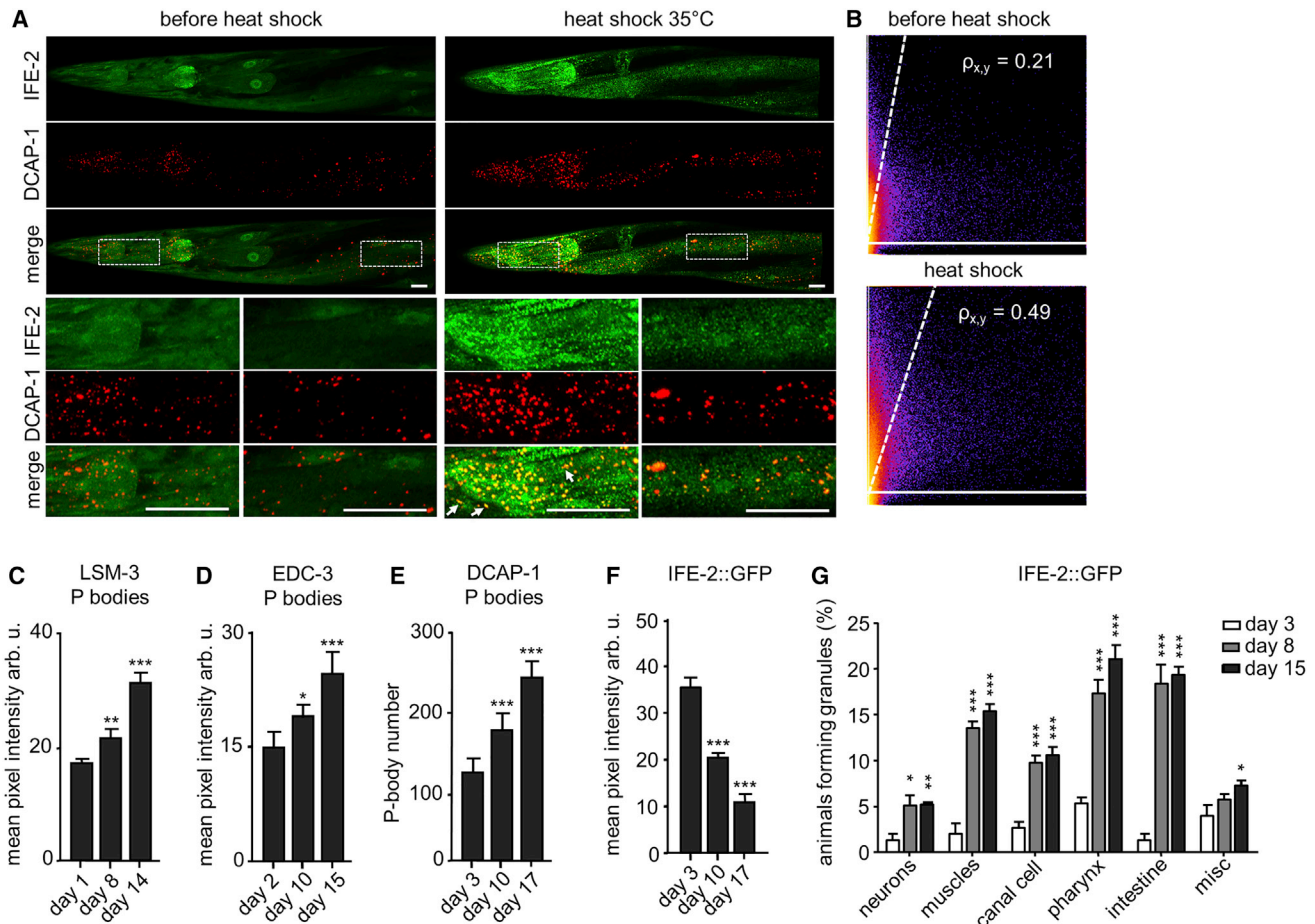 A
before heat shock
heat shock 35°C
IFE-2
DCAP-1
merge
IFE-2
DCAP-1
merge
B
before heat shock
ρx,y = 0.21
heat shock
ρx,y = 0.49
C
LSM-3
P bodies
mean pixel intensity arb. u.
40
20
0
**
***
day 1
day 8
day 14
D
EDC-3
P bodies
mean pixel intensity arb. u.
30
15
0
*
***
day 2
day 10
day 15
E
DCAP-1
P bodies
P-body number
300
200
100
0
***
***
day 3
day 10
day 17
F
IFE-2::GFP
mean pixel intensity arb. u.
50
40
30
20
10
0
***
***
day 3
day 10
day 17
G
IFE-2::GFP
animals forming granules (%)
25
20
15
10
5
0
*
**
***
***
***
***
***
***
***
***
*
neurons
muscles
canal cell
pharynx
intestine
misc
day 3
day 8
day 15